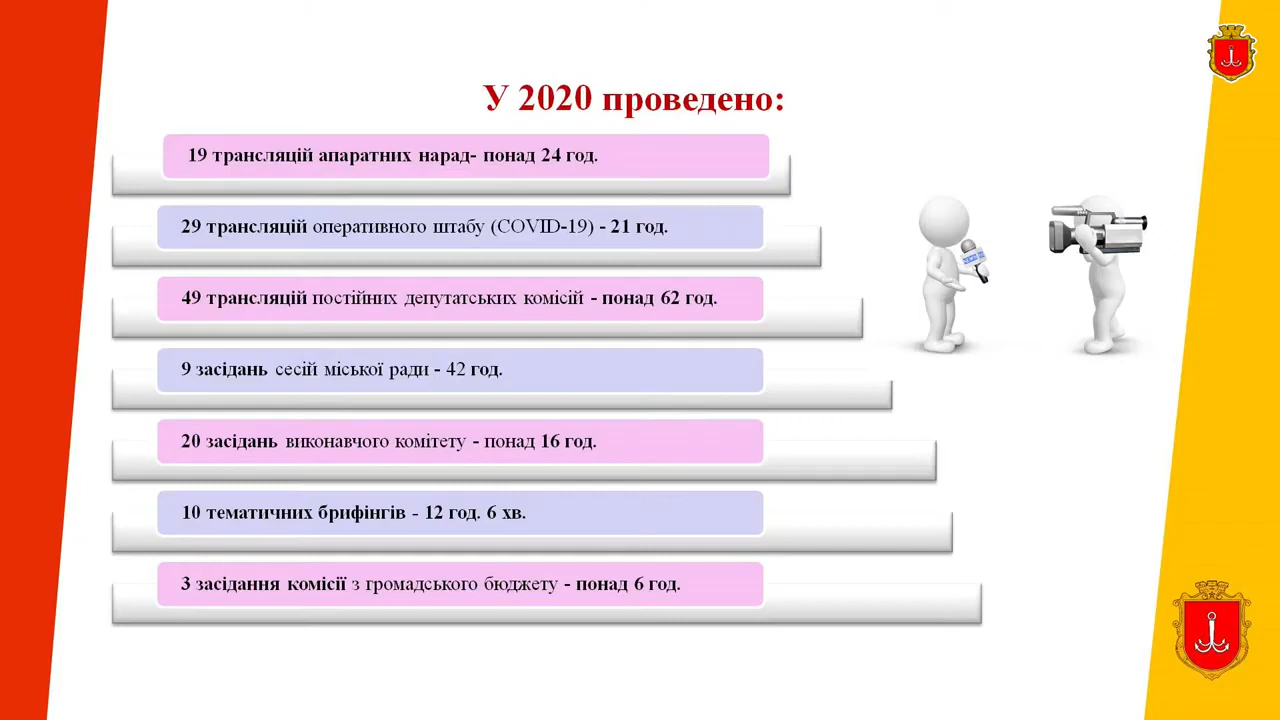 У 2020 проведено:
19 трансляцій апаратних нарад- понад 24 год.
29 трансляцій оперативного штабу (COVID-19) - 21 год.
49 трансляцій постійних депутатських комісій - понад 62 год.
9 засідань сесій міської ради - 42 год.
20 засідань виконавчого комітету - понад 16 год.
10 тематичних брифінгів - 12 год. 6 хв.
3 засідання комісії з громадського бюджету - понад 6 год.